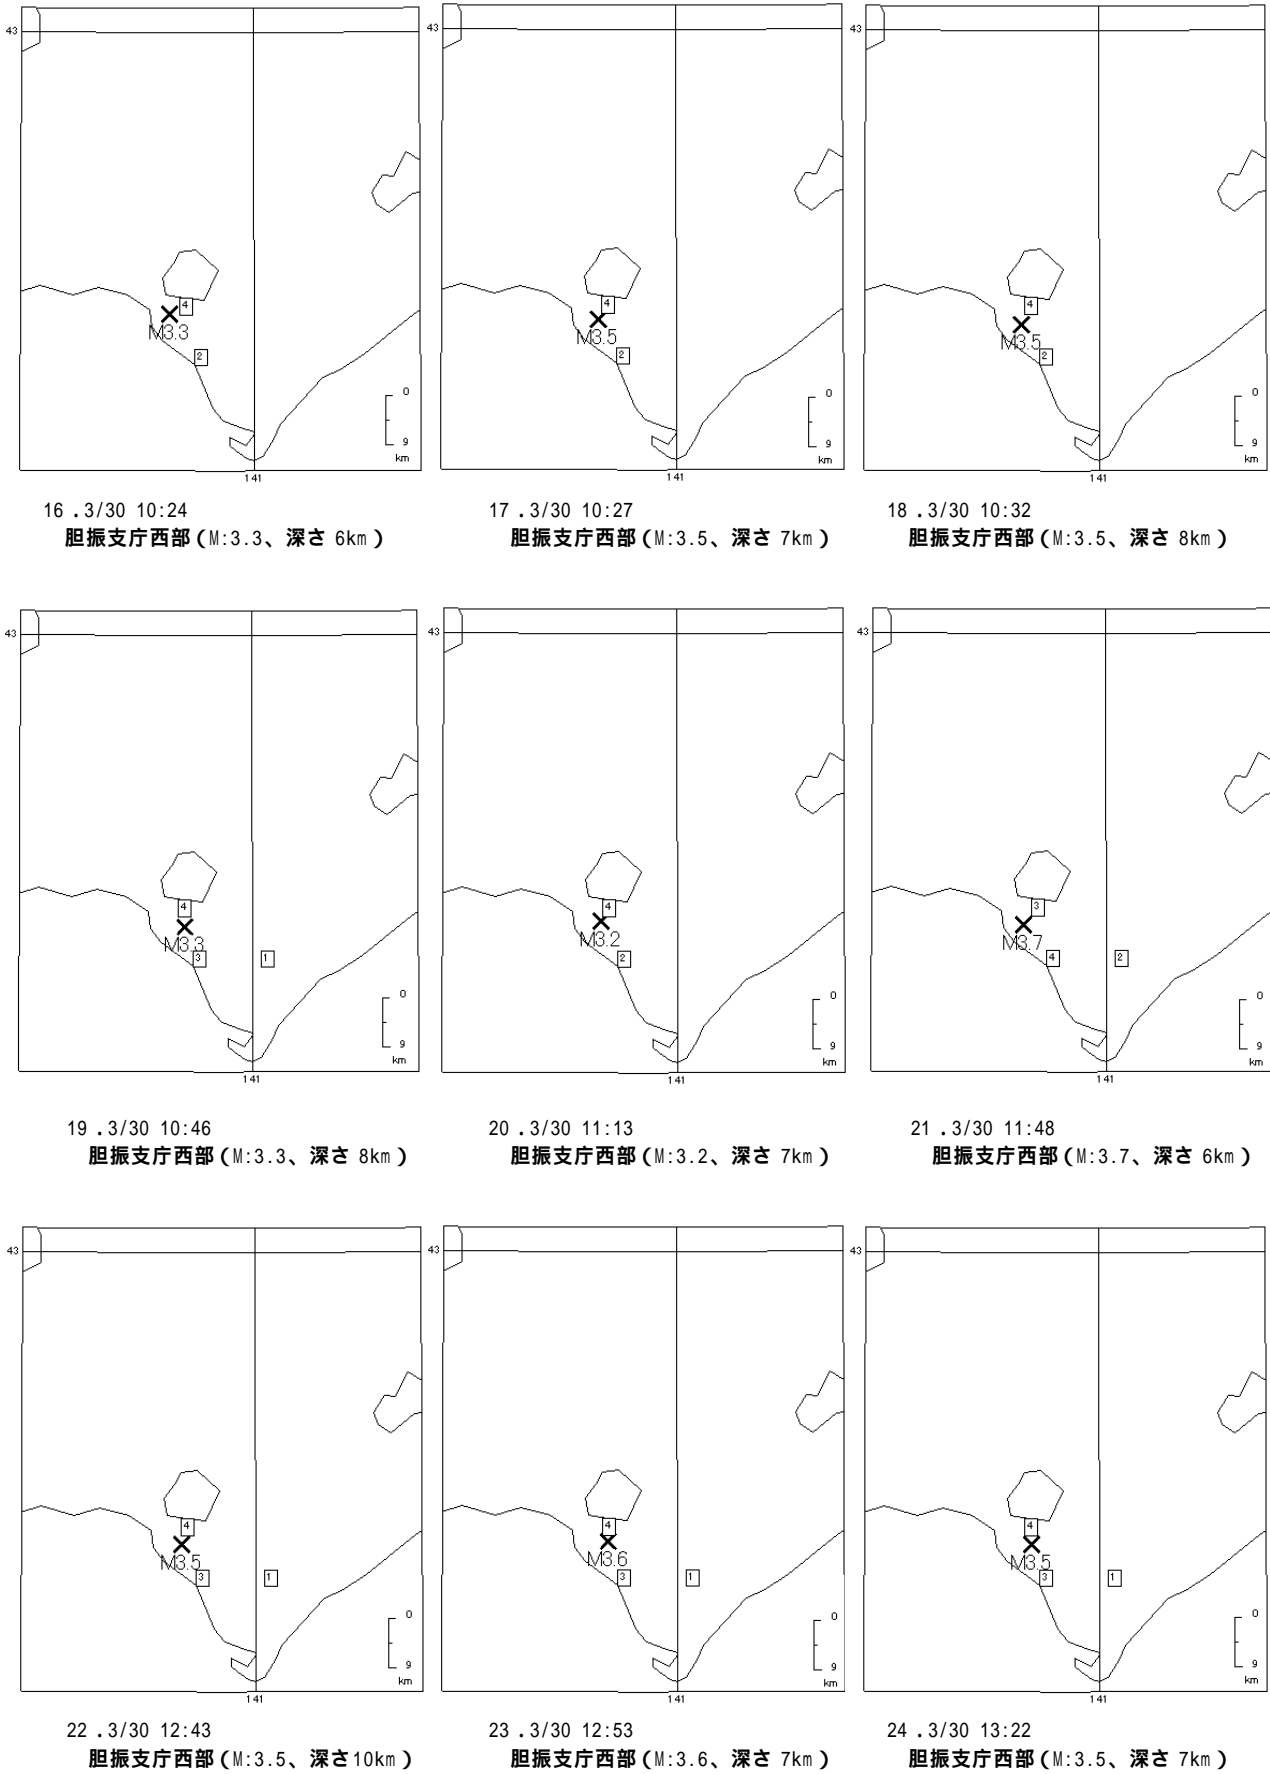 43
4
M3.3
2
0
9
km
141
16 .3/30 10:24
胆振支庁西部(M:3.3、深さ 6km)
43
4
M3.5
2
0
9
km
141
17 .3/30 10:27
胆振支庁西部(M:3.5、深さ 7km)
43
4
M3.5
2
0
9
km
141
18 .3/30 10:32
胆振支庁西部(M:3.5、深さ 8km)
43
4
M3.3
3
1
0
9
km
141
19 .3/30 10:46
胆振支庁西部(M:3.3、深さ 8km)
43
4
M3.2
2
0
9
km
141
20 .3/30 11:13
胆振支庁西部(M:3.2、深さ 7km)
43
3
M3.7
4
2
0
9
km
141
21 .3/30 11:48
胆振支庁西部(M:3.7、深さ 6km)
43
4
M3.5
3
1
0
9
km
141
22 .3/30 12:43
胆振支庁西部(M:3.5、深さ10km)
43
4
M3.6
3
1
0
9
km
141
23 .3/30 12:53
胆振支庁西部(M:3.6、深さ 7km)
43
4
M3.5
3
1
0
9
km
141
24 .3/30 13:22
胆振支庁西部(M:3.5、深さ 7km)